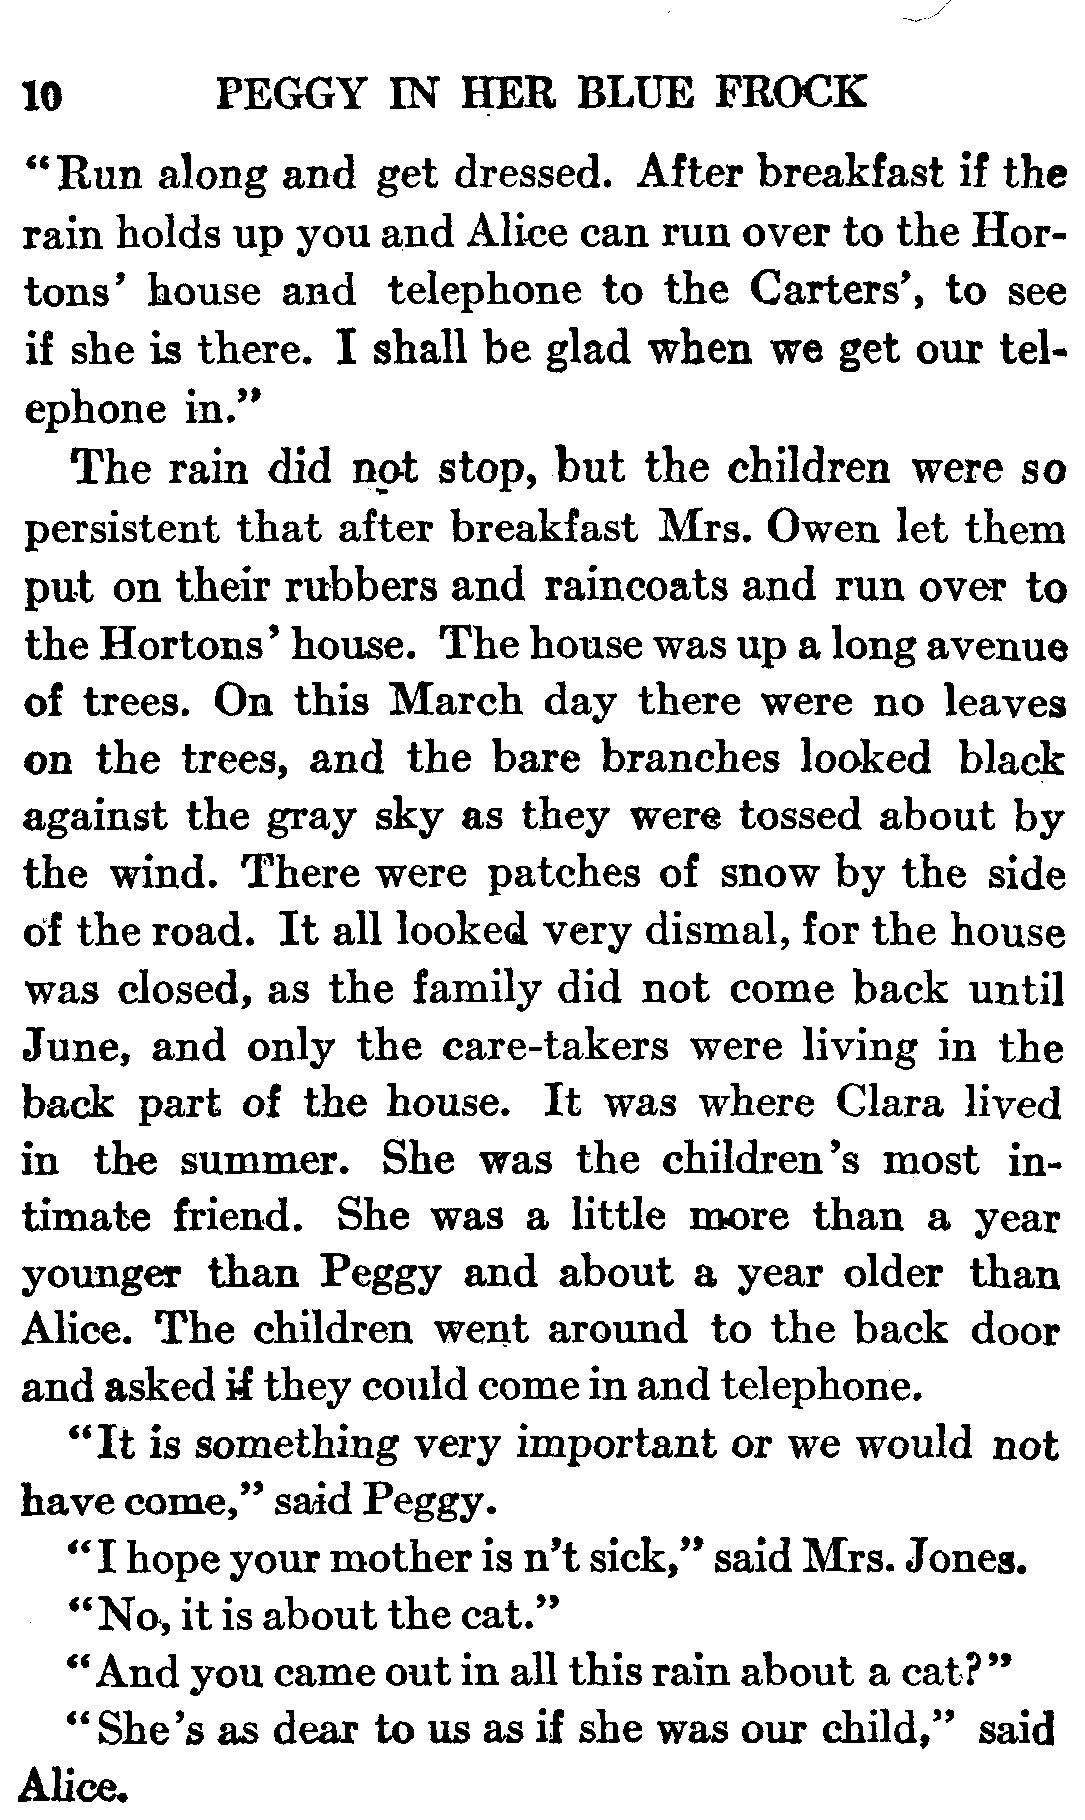 10 PEGGY IN HER BLUE FROCK
“Run along and get dressed. After breakfast if the
rain holds up you and Alice can run over to the Hor-
tons’ house and telephone to the Carters’, to see
if she is there. I shall be glad when we get our tel-
ephone in.”
The rain did not stop, but the children were so
persistent that after breakfast Mrs. Owen let them
put on their rubbers and raincoats and run over to
the Hortons’ house. The house was up a long avenue
of trees. On this March day there were no leaves
on the trees, and the bare branches looked black
against the gray sky as they were tossed about by
the wind. There were patches of snow by the side
of the road. It all looked very dismal, for the house
was closed, as the family did not come back until
June, and only the care-takers were living in the
back part of the house. It was where Clara lived
in the summer. She was the children’s most in-
timate friend. She was a little more than a year
younger than Peggy and about a year older than
Alice. The children went around to the back door
and asked if they could come in and telephone.
“It is something very important or we would not
have come,” said Peggy.
“I hope your mother is n’t sick,” said Mrs. Jones.
“No, it is about the cat.”
“And you came out in all this rain about a cat?”
“She’s as dear to us as if she was our child,” said
Alice.